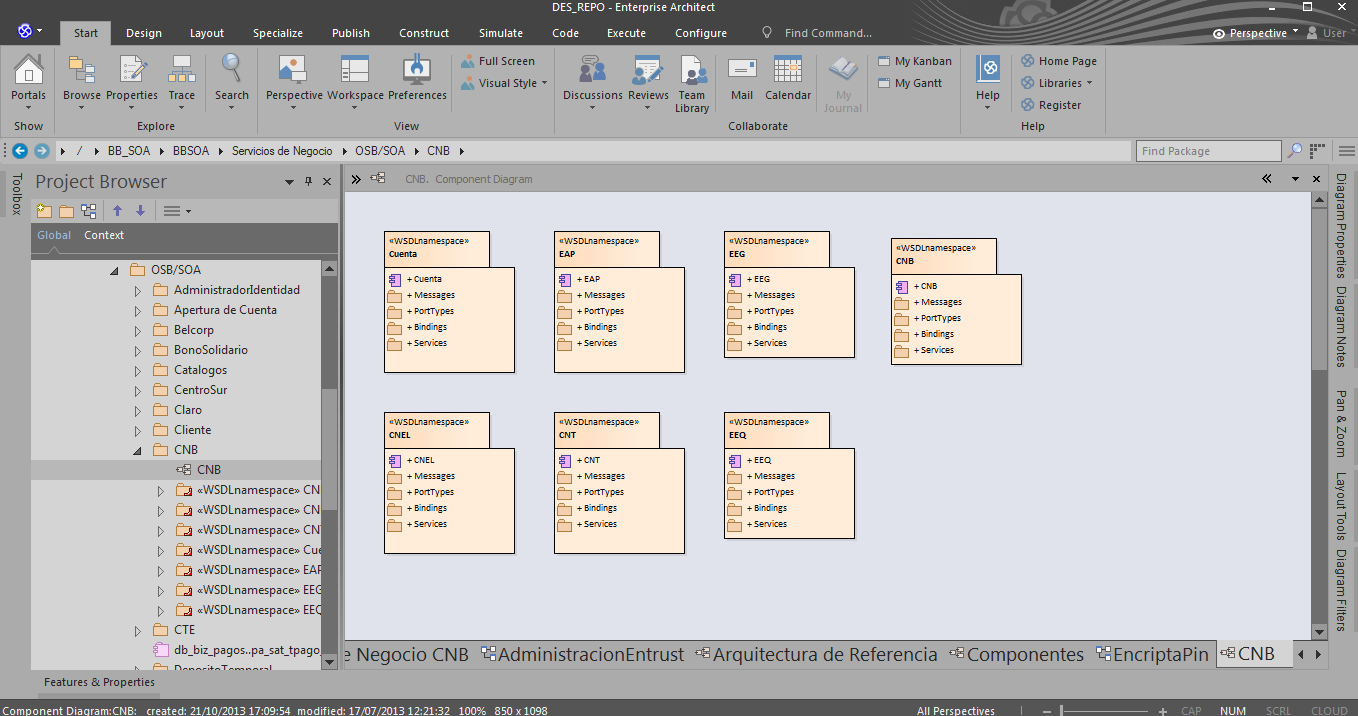 DES_REPO - Enterprise Architect
Start Design Layout Specialize Publish Construct Simulate Code Execute Configure Find Command... Perspective User
Portals Browse Properties Trace Search Perspective Workspace Preferences
Full Screen
Visual Style
Discussions Reviews Team Library Mail Calendar My Journal
My Kanban
My Gantt
Help
Home Page
Libraries
Register
Show Explore View Collaborate Help
/ BB_SOA BBSOA Servicios de Negocio OSB/SOA CNB
Find Package
Toolbox
Project Browser
Global Context
OSB/SOA
AdministradorIdentidad
Apertura de Cuenta
Belcorp
BonoSolidario
Catalogos
CentroSur
Claro
Cliente
CNB
CNB
«WSDLnamespace» CN
«WSDLnamespace» CN
«WSDLnamespace» CN
«WSDLnamespace» Cue
«WSDLnamespace» EAP
«WSDLnamespace» EEG
«WSDLnamespace» EEQ
CTE
db_biz_pagos..pa_sat_tpago
DepositoTemporal
Features & Properties
CNB. Component Diagram
«WSDLnamespace»
Cuenta
+ Cuenta
+ Messages
+ PortTypes
+ Bindings
+ Services
«WSDLnamespace»
EAP
+ EAP
+ Messages
+ PortTypes
+ Bindings
+ Services
«WSDLnamespace»
EEG
+ EEG
+ Messages
+ PortTypes
+ Bindings
+ Services
«WSDLnamespace»
CNB
+ CNB
+ Messages
+ PortTypes
+ Bindings
+ Services
«WSDLnamespace»
CNEL
+ CNEL
+ Messages
+ PortTypes
+ Bindings
+ Services
«WSDLnamespace»
CNT
+ CNT
+ Messages
+ PortTypes
+ Bindings
+ Services
«WSDLnamespace»
EEQ
+ EEQ
+ Messages
+ PortTypes
+ Bindings
+ Services
e Negocio CNB AdministracionEntrust Arquitectura de Referencia Componentes EncriptaPin CNB
Diagram Properties
Diagram Notes
Pan & Zoom
Layout Tools
Diagram Filters
Component Diagram:CNB: created: 21/10/2013 17:09:54 modified: 17/07/2013 12:21:32 100% 850 x 1098
All Perspectives
CAP NUM SCRL CLOUD